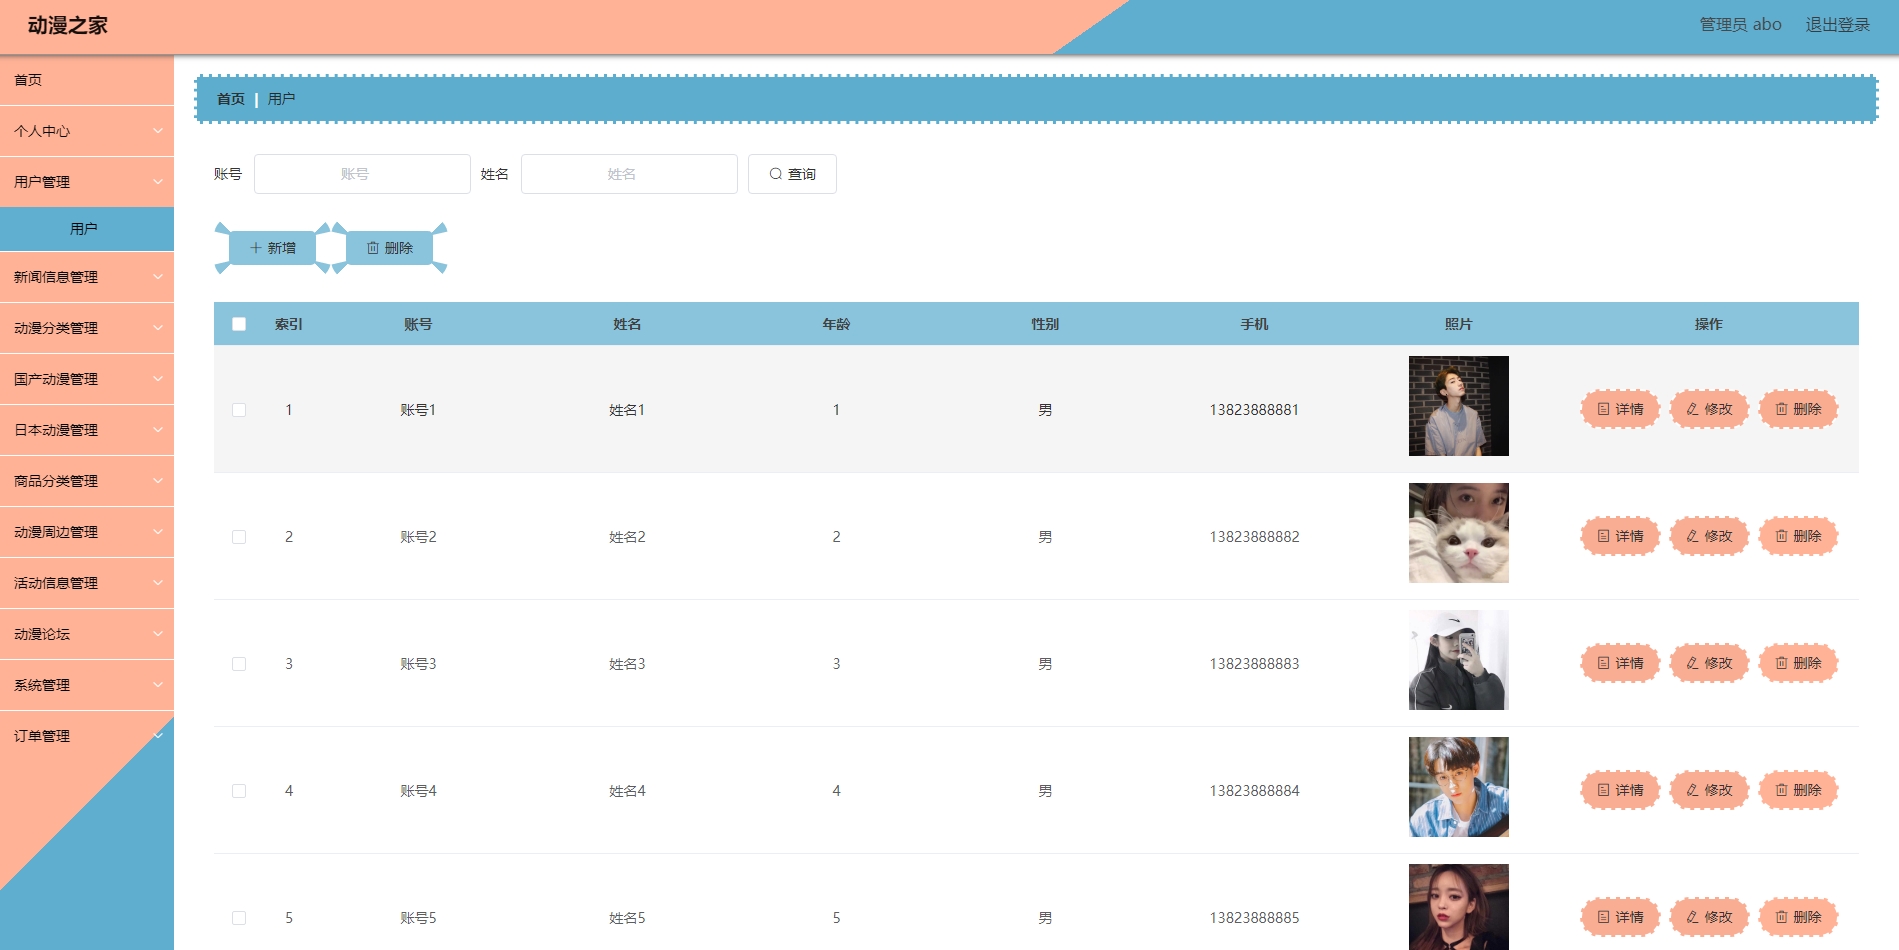 动漫之家
管理员 abo 退出登录
首页
个人中心
用户管理
用户
新闻信息管理
动漫分类管理
国产动漫管理
日本动漫管理
商品分类管理
动漫周边管理
活动信息管理
动漫论坛
系统管理
订单管理
首页 | 用户
账号 账号 姓名 姓名 查询
新增 删除
索引 账号 姓名 年龄 性别 手机 照片 操作
1 账号1 姓名1 1 男 13823888881 详情 修改 删除
2 账号2 姓名2 2 男 13823888882 详情 修改 删除
3 账号3 姓名3 3 男 13823888883 详情 修改 删除
4 账号4 姓名4 4 男 13823888884 详情 修改 删除
5 账号5 姓名5 5 男 13823888885 详情 修改 删除